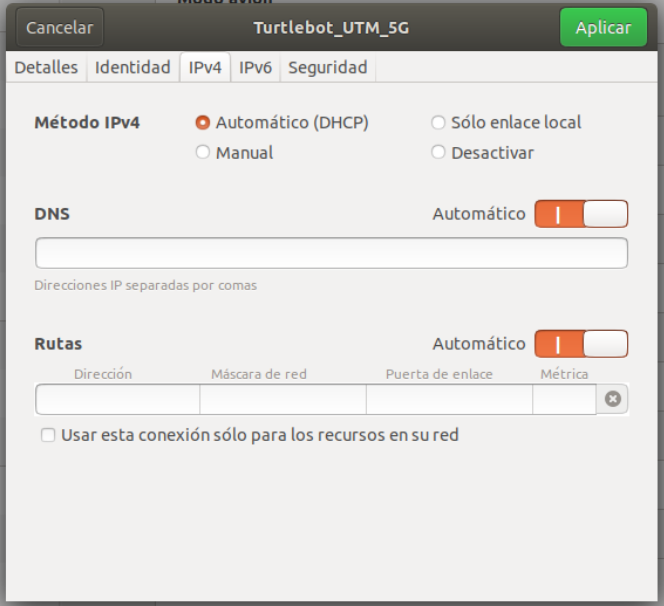 Modo avión
Cancelar Turtlebot_UTM_5G Aplicar
Detalles Identidad IPv4 IPv6 Seguridad
Método IPv4 Automático (DHCP) Sólo enlace local
Manual Desactivar
DNS Automático
Direcciones IP separadas por comas
Rutas Automático
Dirección Máscara de red Puerta de enlace Métrica
Usar esta conexión sólo para los recursos en su red